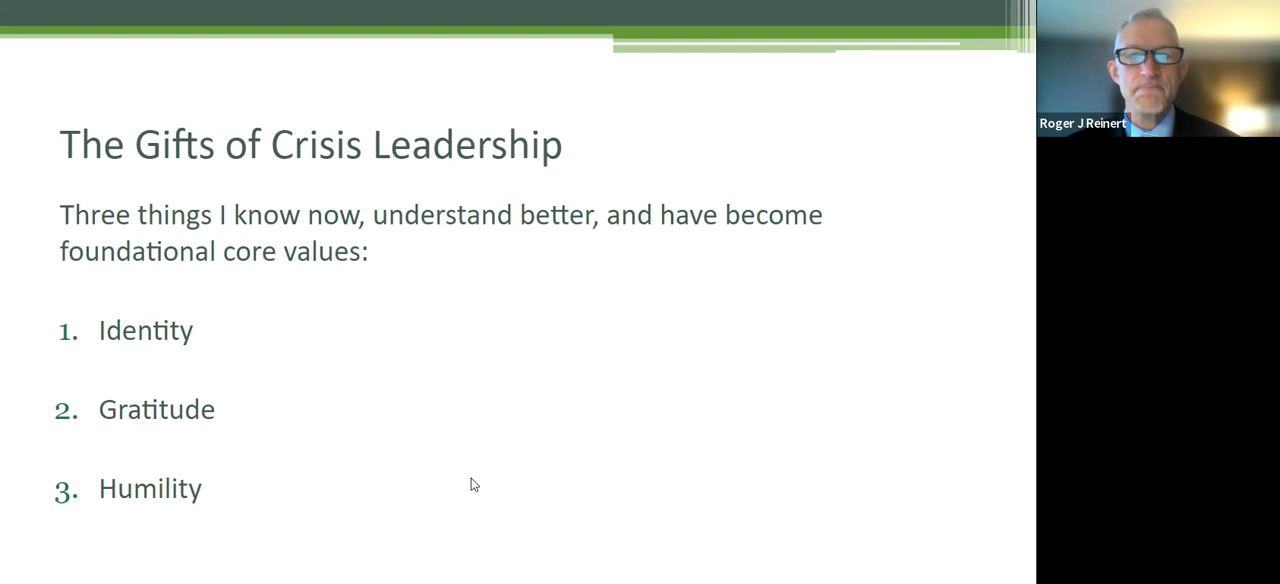 The Gifts of Crisis Leadership
Three things I know now, understand better, and have become
foundational core values:
1. Identity
2. Gratitude
3. Humility
Roger J Reinert